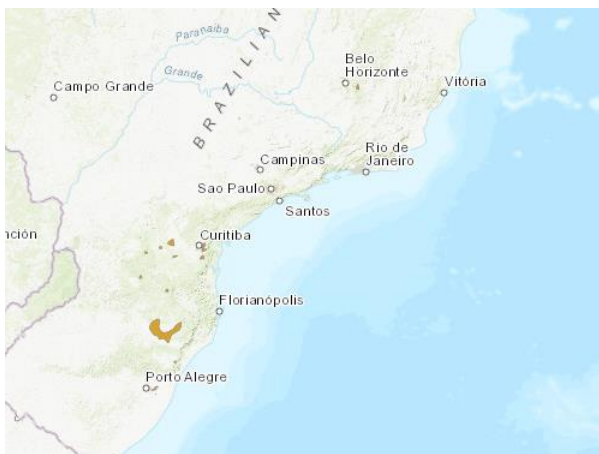 Paranaiba
Belo
Horizonte
Grande
Campo Grande
Vitória
BRAZILIAN
Rio de
Janeiro
Campinas
Sao Paulo
Santos
nción
Curitiba
Florianópolis
Porto Alegre